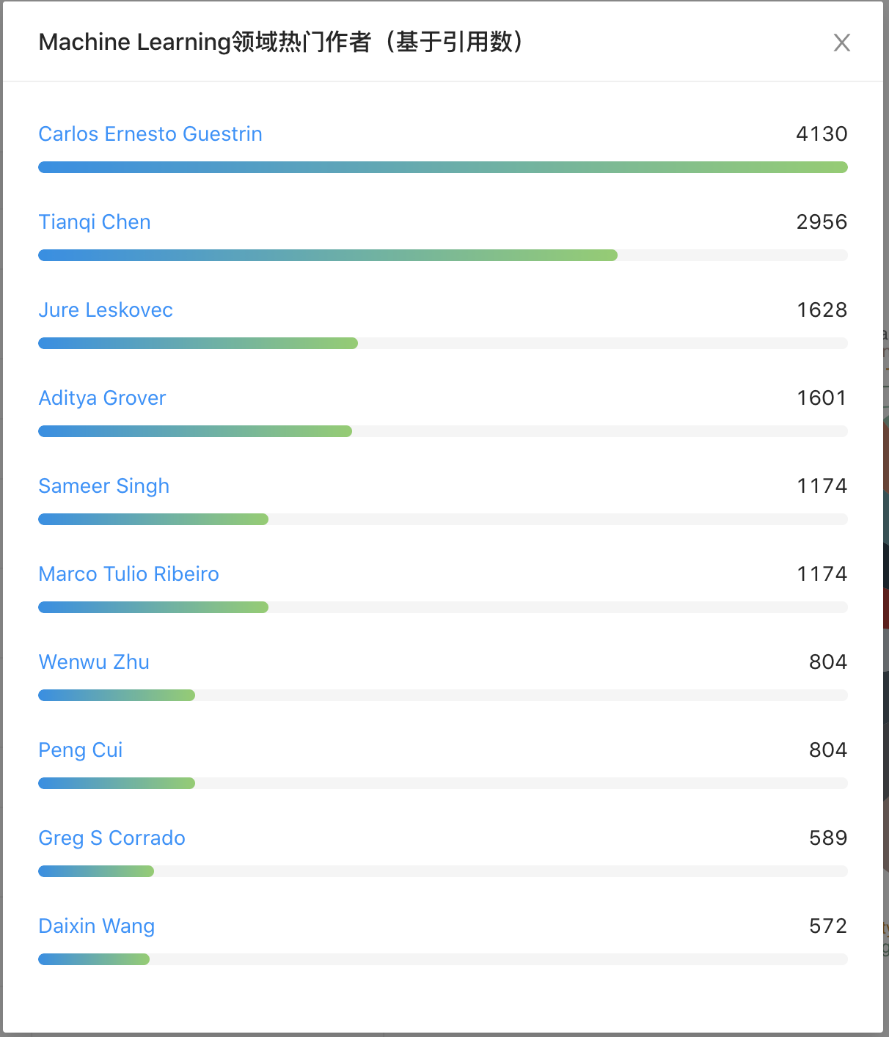 Machine Learning领域热门作者（基于引用数）
Carlos Ernesto Guestrin 4130
Tianqi Chen 2956
Jure Leskovec 1628
Aditya Grover 1601
Sameer Singh 1174
Marco Tulio Ribeiro 1174
Wenwu Zhu 804
Peng Cui 804
Greg S Corrado 589
Daixin Wang 572